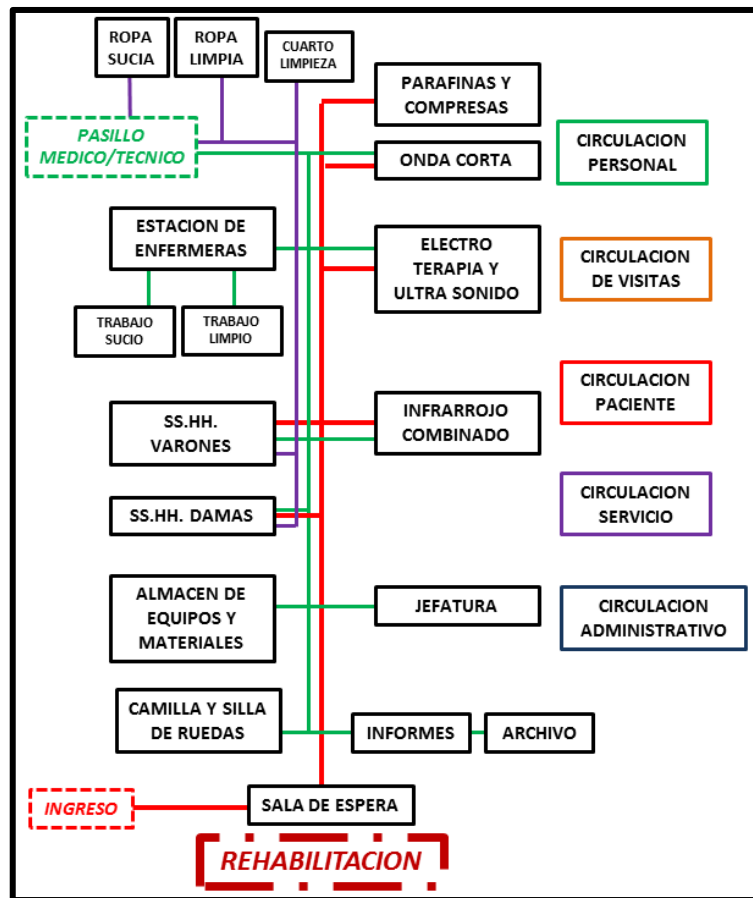 ROPA
SUCIA
ROPA
LIMPIA
CUARTO
LIMPIEZA
PARAFINAS Y
COMPRESAS
PASILLO
MEDICO/TECNICO
ONDA CORTA
CIRCULACION
PERSONAL
ESTACION DE
ENFERMERAS
ELECTRO
TERAPIA Y
ULTRA SONIDO
CIRCULACION
DE VISITAS
TRABAJO
SUCIO
TRABAJO
LIMPIO
SS.HH.
VARONES
INFRARROJO
COMBINADO
CIRCULACION
PACIENTE
SS.HH. DAMAS
CIRCULACION
SERVICIO
ALMACEN DE
EQUIPOS Y
MATERIALES
JEFATURA
CIRCULACION
ADMINISTRATIVO
CAMILLA Y SILLA
DE RUEDAS
INFORMES
ARCHIVO
INGRESO
SALA DE ESPERA
REHABILITACION